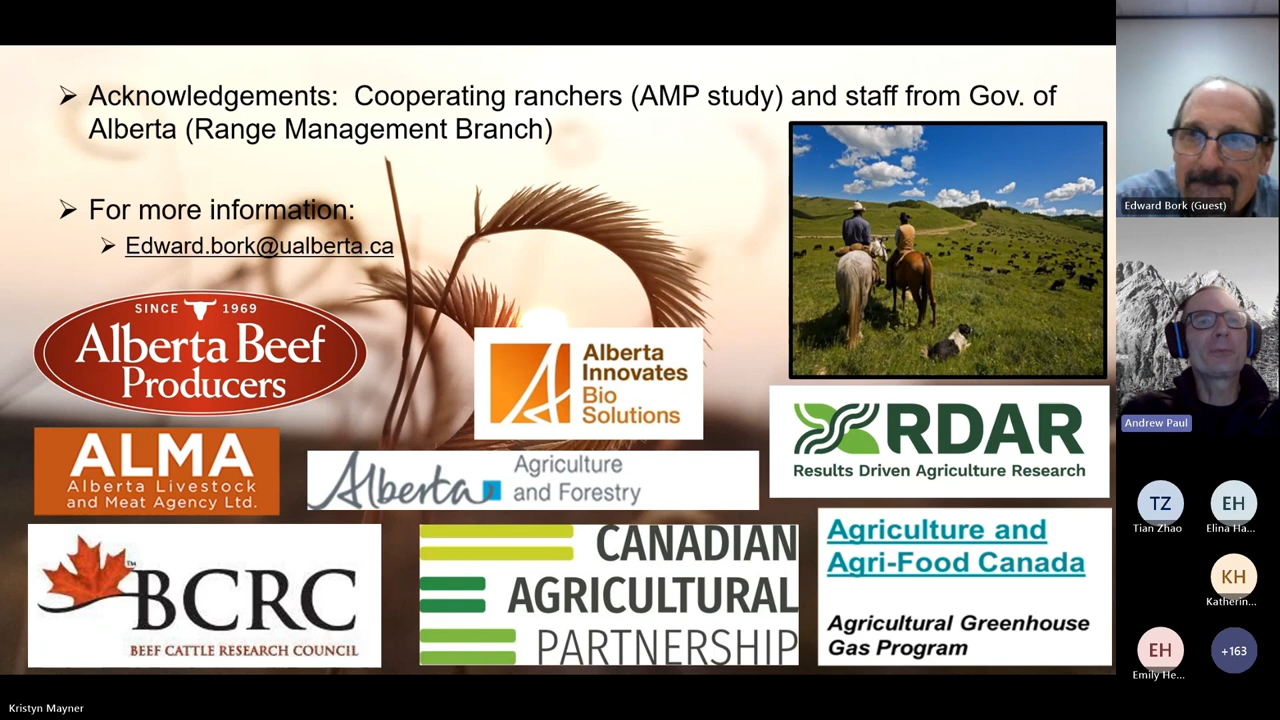 Acknowledgements: Cooperating ranchers (AMP study) and staff from Gov. of
Alberta (Range Management Branch)
For more information:
Edward.bork@ualberta.ca
SINCE 1969
Alberta Beef
Producers
Alberta
Innovates
Bio
Solutions
RDAR
Results Driven Agriculture Research
ALMA
Alberta Livestock
and Meat Agency Ltd.
Alberta
Agriculture
and Forestry
BCRC
TM
BEEF CATTLE RESEARCH COUNCIL
CANADIAN
AGRICULTURAL
PARTNERSHIP
Agriculture and
Agri-Food Canada
Agricultural Greenhouse
Gas Program
Edward Bork (Guest)
Andrew Paul
TZ
Tian Zhao
EH
Elina Ha...
KH
Katherin...
EH
Emily He...
+163
Kristyn Mayner